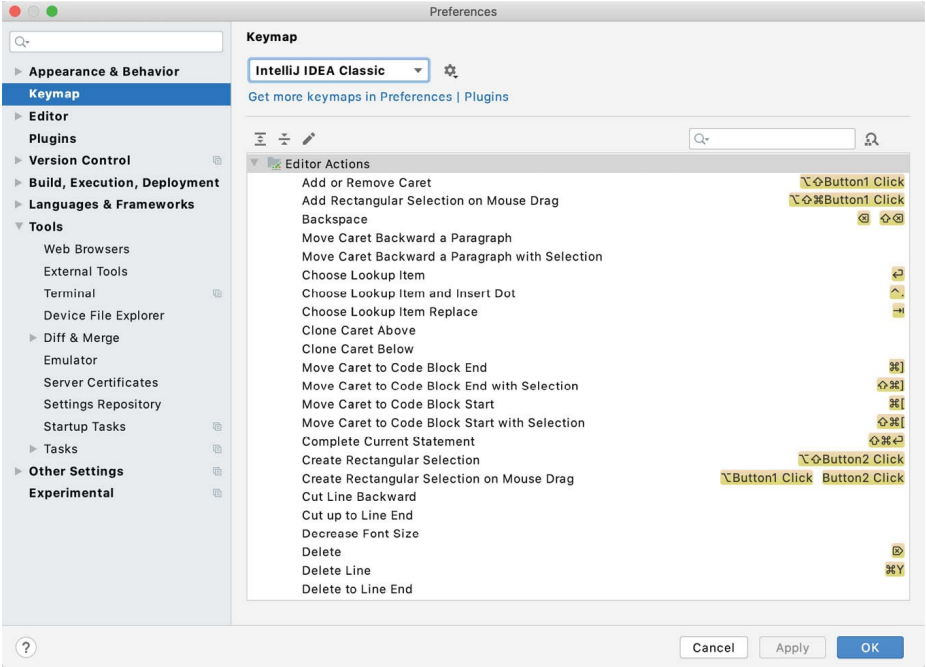 Preferences
Appearance & Behavior
Keymap
Editor
Plugins
Version Control
Build, Execution, Deployment
Languages & Frameworks
Tools
Web Browsers
External Tools
Terminal
Device File Explorer
Diff & Merge
Emulator
Server Certificates
Settings Repository
Startup Tasks
Tasks
Other Settings
Experimental
Keymap
IntelliJ IDEA Classic
Get more keymaps in Preferences | Plugins
Editor Actions
Add or Remove Caret ⌥⇧Button1 Click
Add Rectangular Selection on Mouse Drag ⌥⇧⌘Button1 Click
Backspace ⌫ ⇧⌫
Move Caret Backward a Paragraph
Move Caret Backward a Paragraph with Selection
Choose Lookup Item ↩
Choose Lookup Item and Insert Dot ^.
Choose Lookup Item Replace ⇥
Clone Caret Above
Clone Caret Below
Move Caret to Code Block End ⌘]
Move Caret to Code Block End with Selection ⇧⌘]
Move Caret to Code Block Start ⌘[
Move Caret to Code Block Start with Selection ⇧⌘[
Complete Current Statement ⇧⌘↩
Create Rectangular Selection ⌥⇧Button2 Click
Create Rectangular Selection on Mouse Drag ⌥Button1 Click Button2 Click
Cut Line Backward
Cut up to Line End
Decrease Font Size
Delete ⌦
Delete Line ⌘Y
Delete to Line End
? Cancel Apply OK